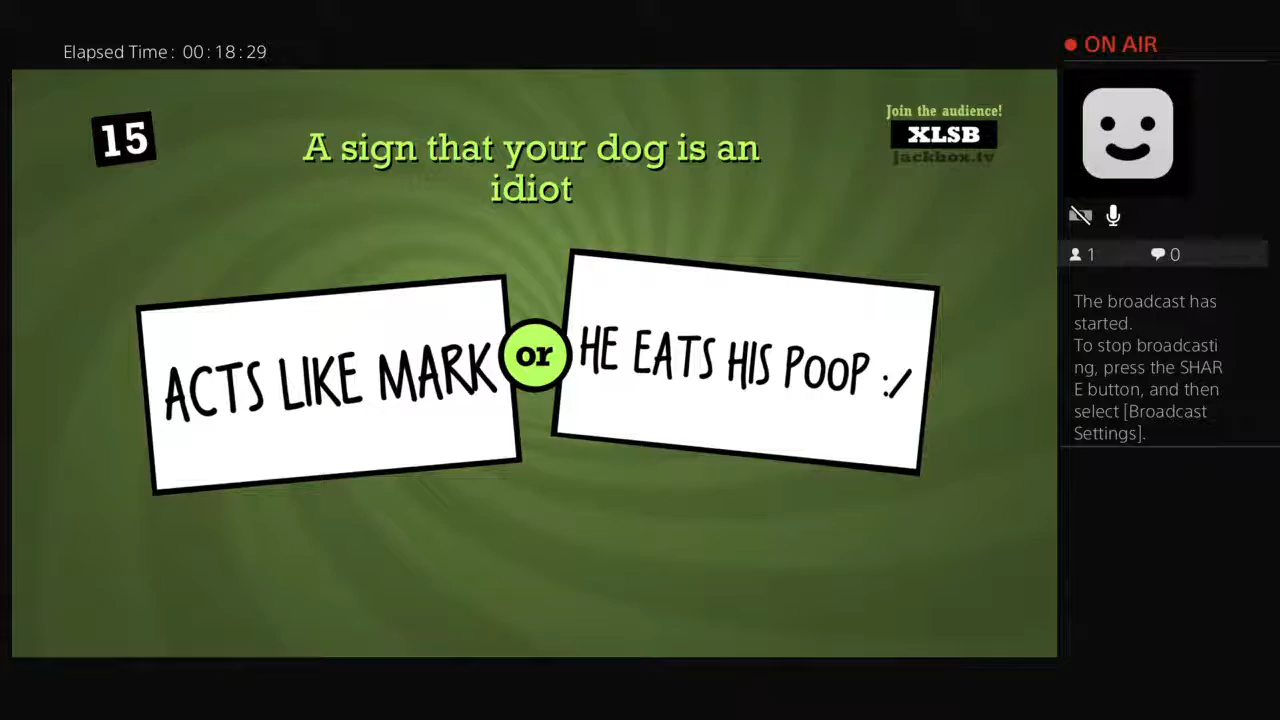 Elapsed Time: 00:18:29
ON AIR
15
A sign that your dog is an
idiot
Join the audience!
XLSB
jackbox.tv
ACTS LIKE MARK
or
HE EATS HIS POOP :/
1
0
The broadcast has
started.
To stop broadcasti
ng, press the SHAR
E button, and then
select [Broadcast
Settings].